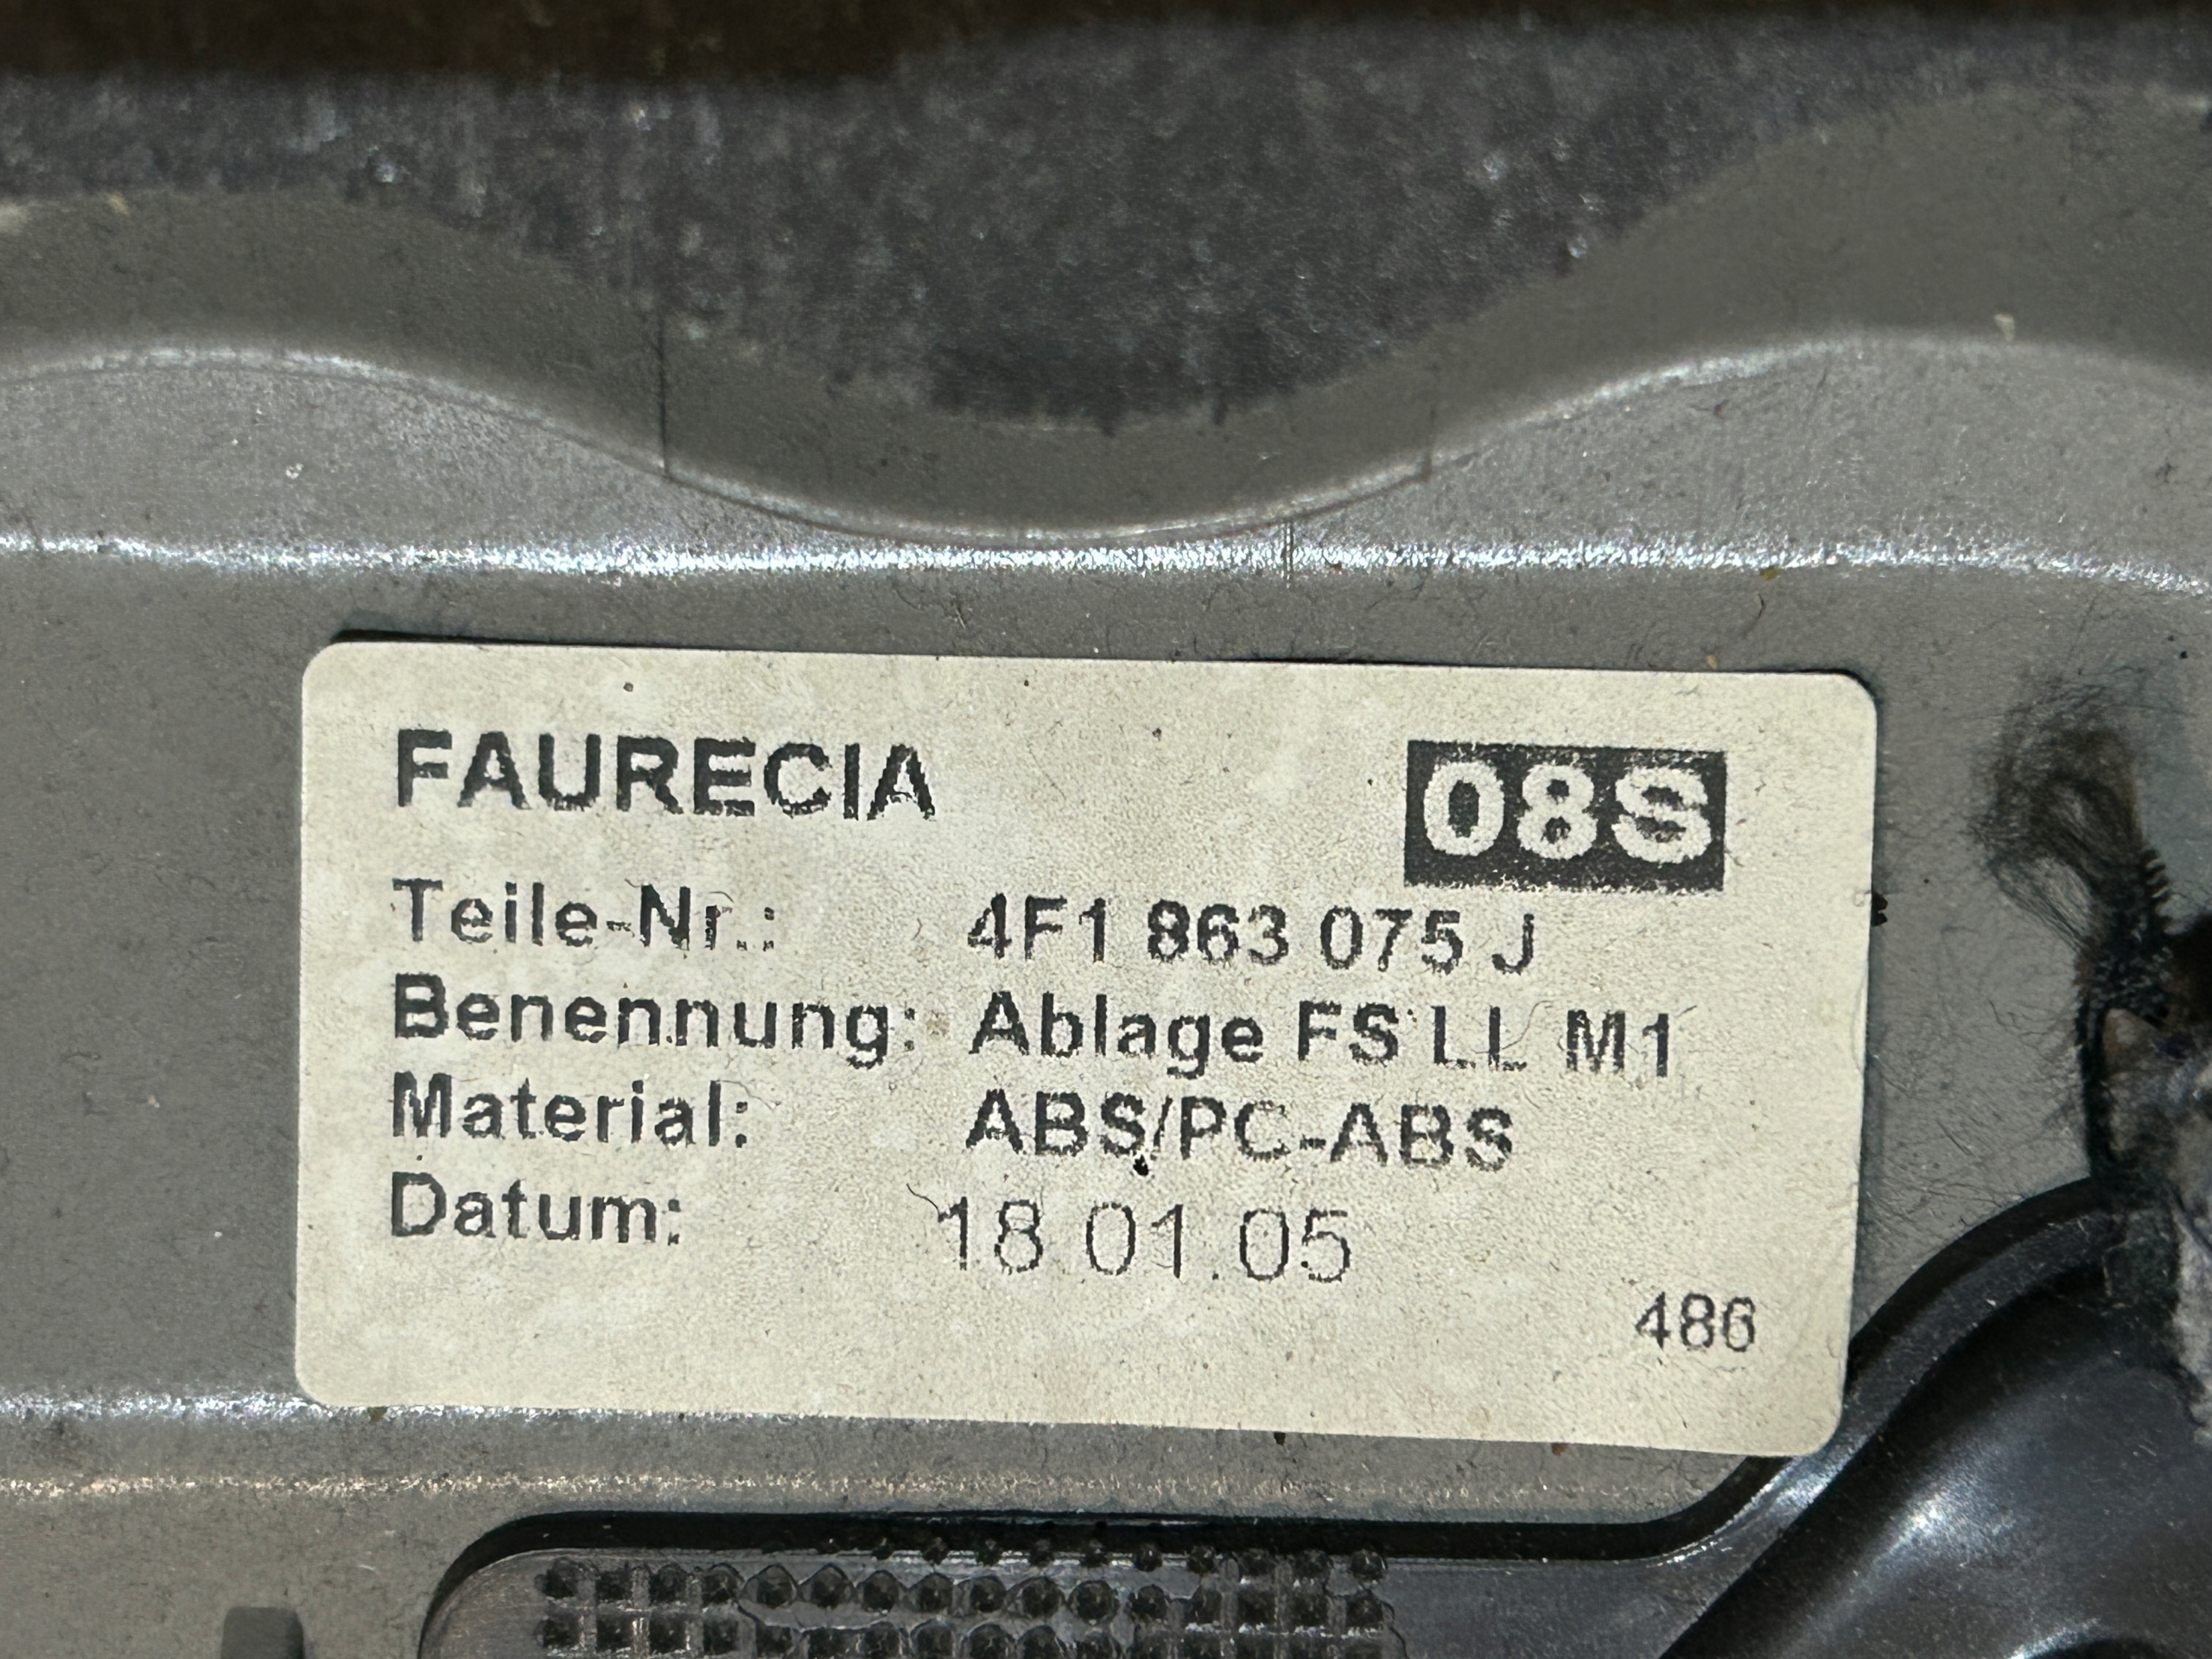 FAURECIA 08S
Teile-Nr.: 4F1 863 075 J
Benennung: Ablage FS LL M1
Material: ABS/PC-ABS
Datum: 18 01.05
486